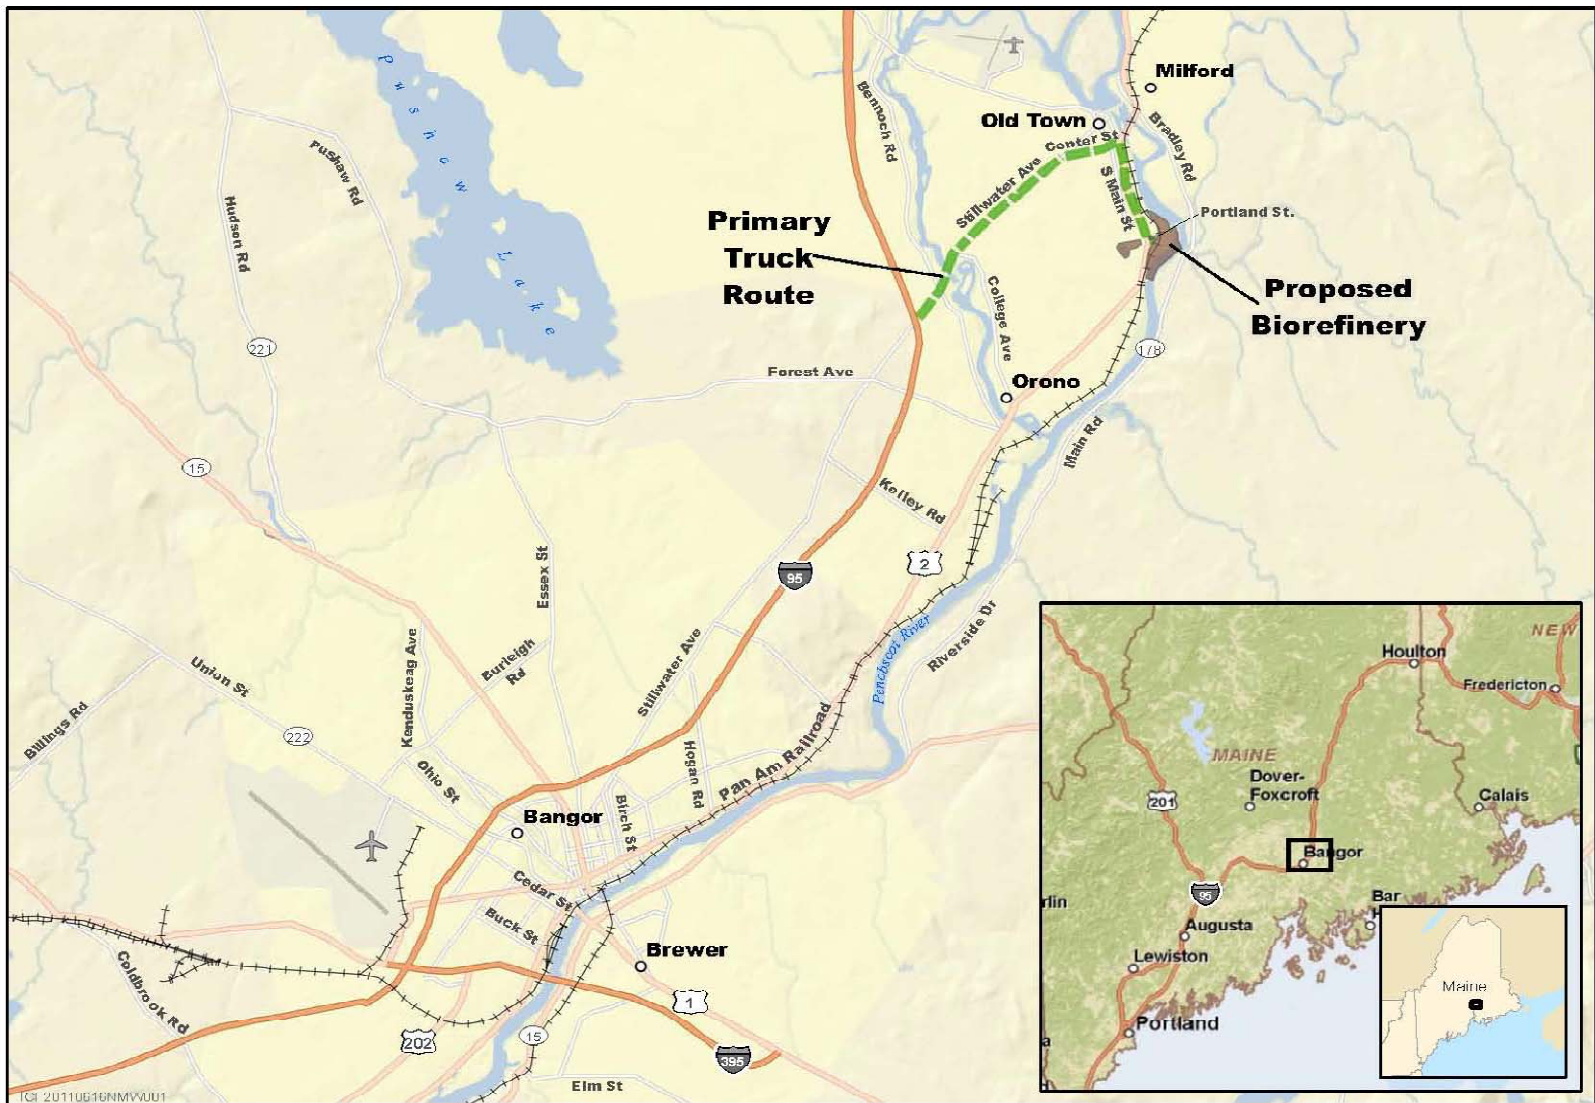 Pushaw
Lake
Milford
Old Town
Bennoch Rd
Bradley Rd
Center St
Stillwater Ave
S Main St
Portland St.
Pushaw Rd
Hudson Rd
Primary
Truck
Route
Proposed
Biorefinery
College Ave
221
178
Forest Ave
Orono
Main Rd
15
Kelley Rd
2
95
Essex St
Riverside Dr
Penobscot River
Kenduskeag Ave
Burleigh
Rd
Stillwater Ave
Union St
Billings Rd
222
Ohio St
Hogan Rd
Pan Am Railroad
Birch St
Bangor
Cedar St
Buck St
Brewer
Coldbrook Rd
1
202
15
395
Elm St
NEW
Houlton
Fredericton
MAINE
Dover-
Foxcroft
201
Calais
Bangor
95
rlin
Bar
Augusta
Lewiston
Portland
a
Maine
ICF 20110616NMW001